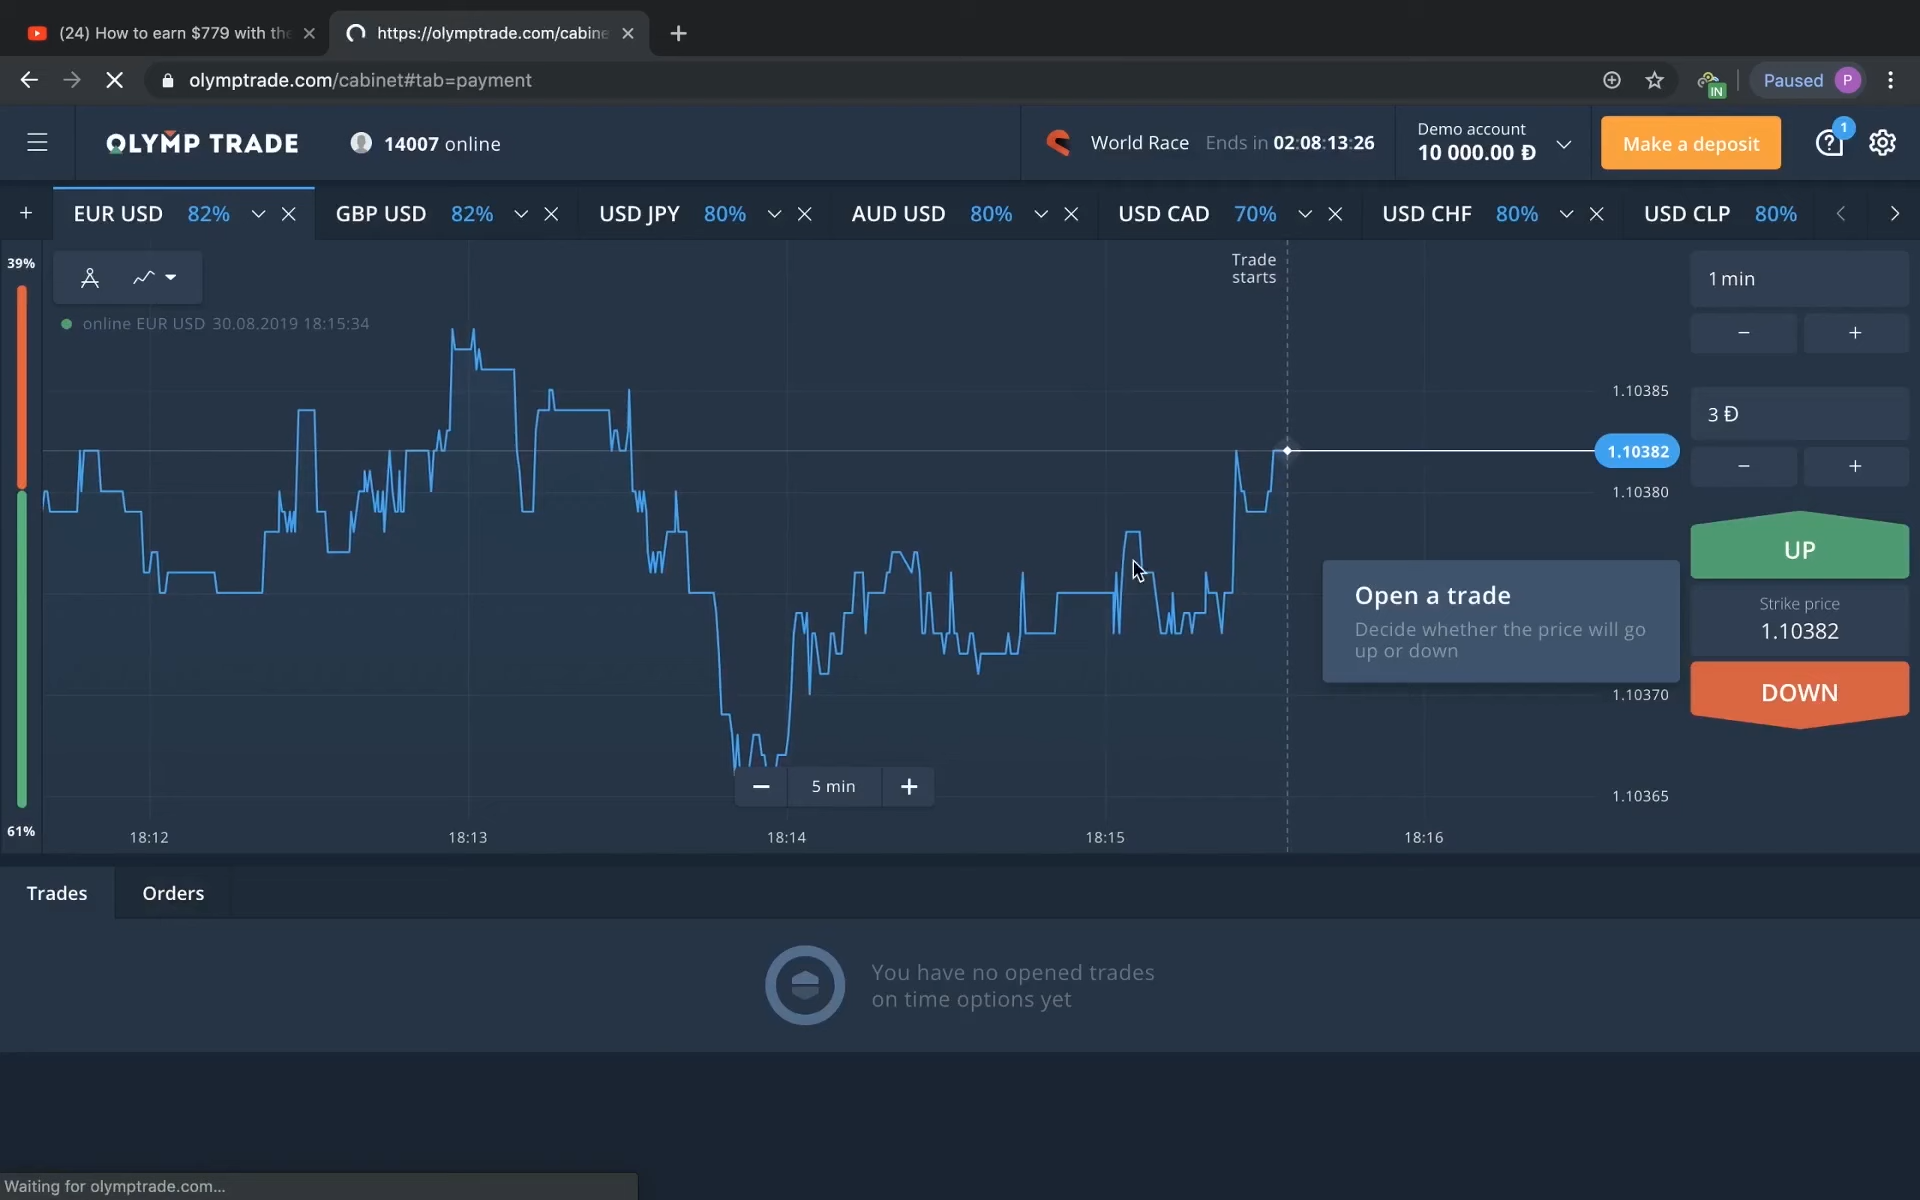 (24) How to earn $779 with the
https://olymptrade.com/cabine
olymptrade.com/cabinet#tab=payment
IN
Paused P
OLYMP TRADE
14007 online
World Race Ends in 02:08:13:26
Demo account
10 000.00 Đ
Make a deposit
1
EUR USD 82%
GBP USD 82%
USD JPY 80%
AUD USD 80%
USD CAD 70%
USD CHF 80%
USD CLP 80%
39%
online EUR USD 30.08.2019 18:15:34
Trade
starts
1 min
1.10385
3 Đ
1.10382
1.10380
UP
Open a trade
Decide whether the price will go
up or down
Strike price
1.10382
1.10370
DOWN
5 min
1.10365
61%
18:12 18:13 18:14 18:15 18:16
Trades Orders
You have no opened trades
on time options yet
Waiting for olymptrade.com...